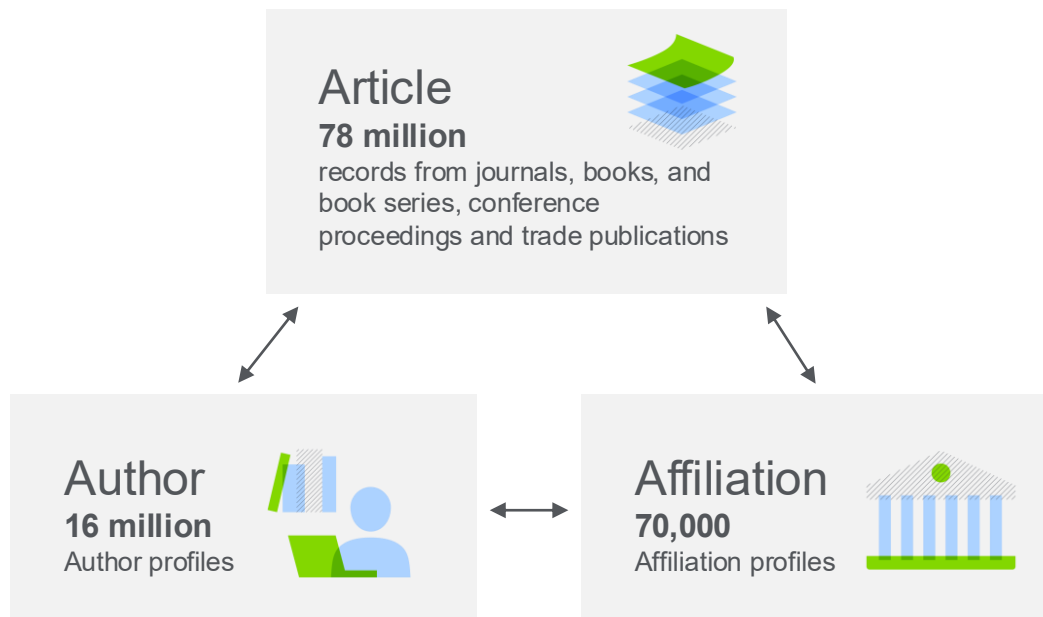 Article
78 million
records from journals, books, and
book series, conference
proceedings and trade publications
Author
16 million
Author profiles
Affiliation
70,000
Affiliation profiles